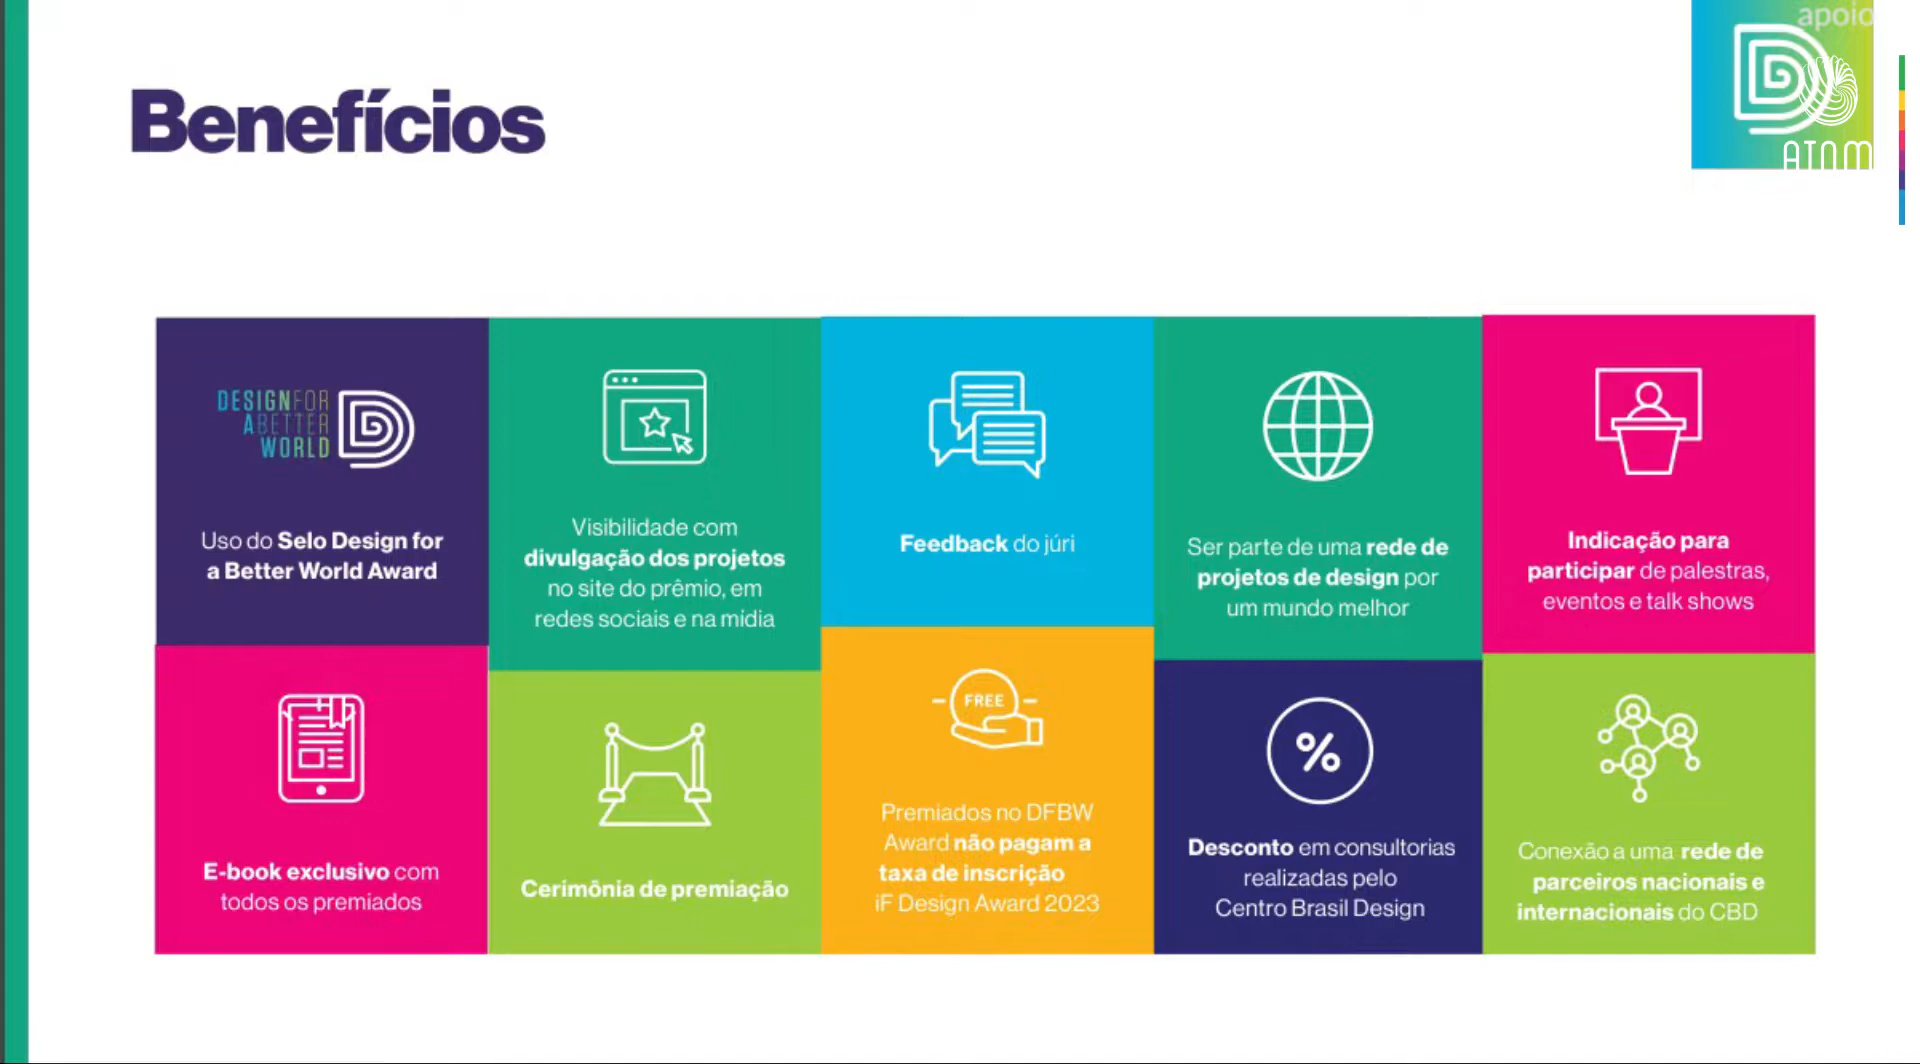 apoio
ATAM
Benefícios
DESIGNFOR
ABETTER
WORLD
Uso do Selo Design for
a Better World Award
Visibilidade com
divulgação dos projetos
no site do prêmio, em
redes sociais e na mídia
Feedback do júri
Ser parte de uma rede de
projetos de design por
um mundo melhor
Indicação para
participar de palestras,
eventos e talk shows
E-book exclusivo com
todos os premiados
Cerimônia de premiação
FREE
Premiados no DFBW
Award não pagam a
taxa de inscrição
iF Design Award 2023
%
Desconto em consultorias
realizadas pelo
Centro Brasil Design
Conexão a uma rede de
parceiros nacionais e
internacionais do CBD